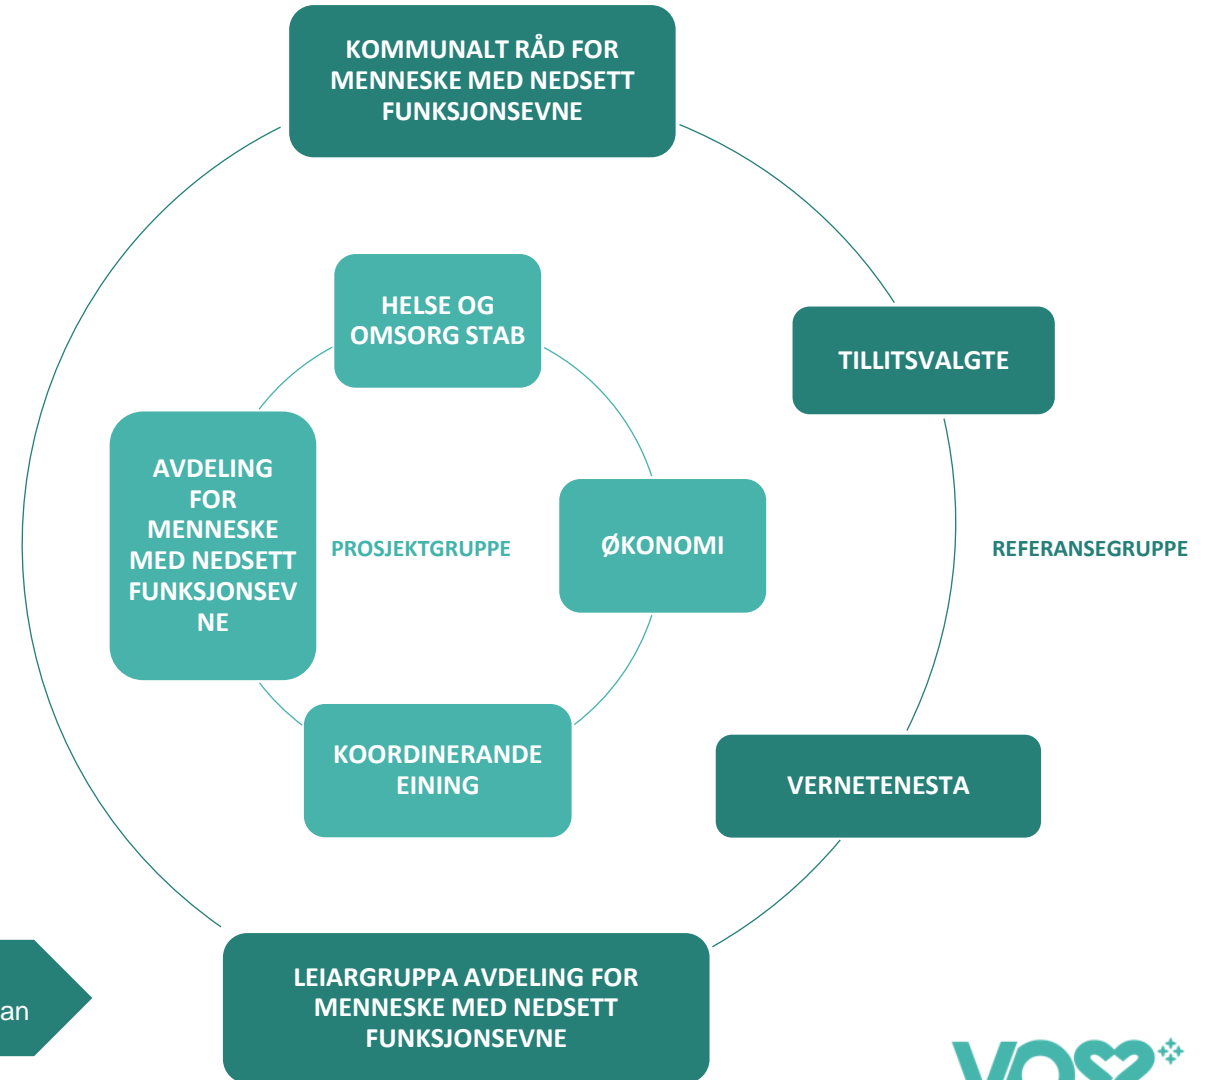 KOMMUNALT RÅD FOR
MENNESKE MED NEDSETT
FUNKSJONSEVNE
HELSE OG
OMSORG STAB
TILLITSVALGTE
AVDELING
FOR
MENNESKE
MED NEDSETT
FUNKSJONSEV
NE
PROSJEKTGRUPPE
ØKONOMI
REFERANSEGRUPPE
KOORDINERANDE
EINING
VERNETENESTA
LEIARGRUPPA AVDELING FOR
MENNESKE MED NEDSETT
FUNKSJONSEVNE
an